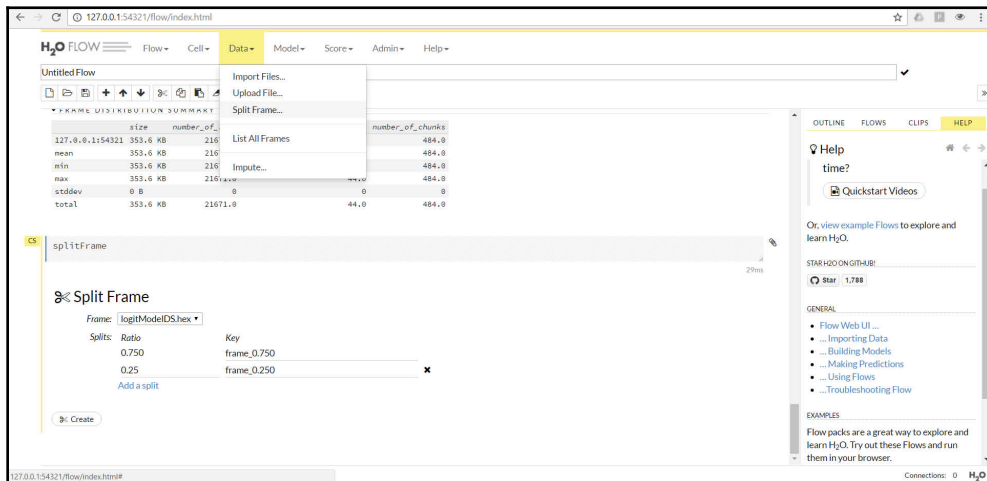 127.0.0.1:54321/flow/index.html
H2O FLOW Flow Cell Data Model Score Admin Help
Untitled Flow
Import Files...
Upload File...
Split Frame...
List All Frames
Impute...
FRAME DISTRIBUTION SUMMARY
size number_of_ number_of_chunks
127.0.0.1:54321 353.6 KB 216 484.0
mean 353.6 KB 216 484.0
min 353.6 KB 216 484.0
max 353.6 KB 21671.0 44.0 484.0
stddev 0 B 0 0 0
total 353.6 KB 21671.0 44.0 484.0
CS splitFrame
29ms
Split Frame
Frame: logitModelDS.hex
Splits: Ratio Key
0.750 frame_0.750
0.25 frame_0.250
Add a split
Create
OUTLINE FLOWS CLIPS HELP
Help
time?
Quickstart Videos
Or, view example Flows to explore and
learn H2O.
STAR H2O ON GITHUB!
Star 1,788
GENERAL
Flow Web UI ...
... Importing Data
... Building Models
... Making Predictions
... Using Flows
...Troubleshooting Flow
EXAMPLES
Flow packs are a great way to explore and
learn H2O. Try out these Flows and run
them in your browser.
127.0.0.1:54321/flow/index.html#
Connections: 0 H2O